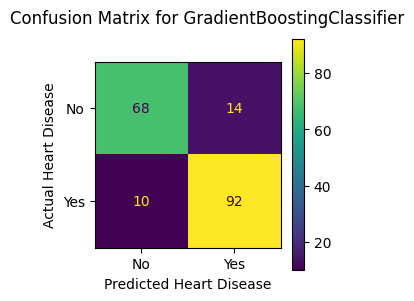 Confusion Matrix for GradientBoostingClassifier
Actual Heart Disease
No
68
14
Yes
10
92
No
Yes
Predicted Heart Disease
80
60
40
20